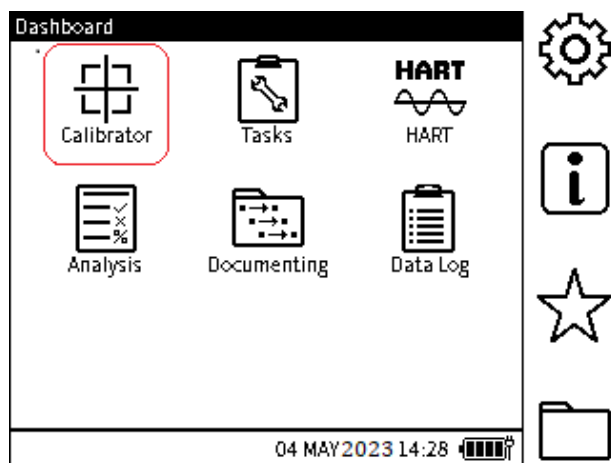 Dashboard
HART
Calibrator Tasks HART
Analysis Documenting Data Log
04 MAY 2023 14:28